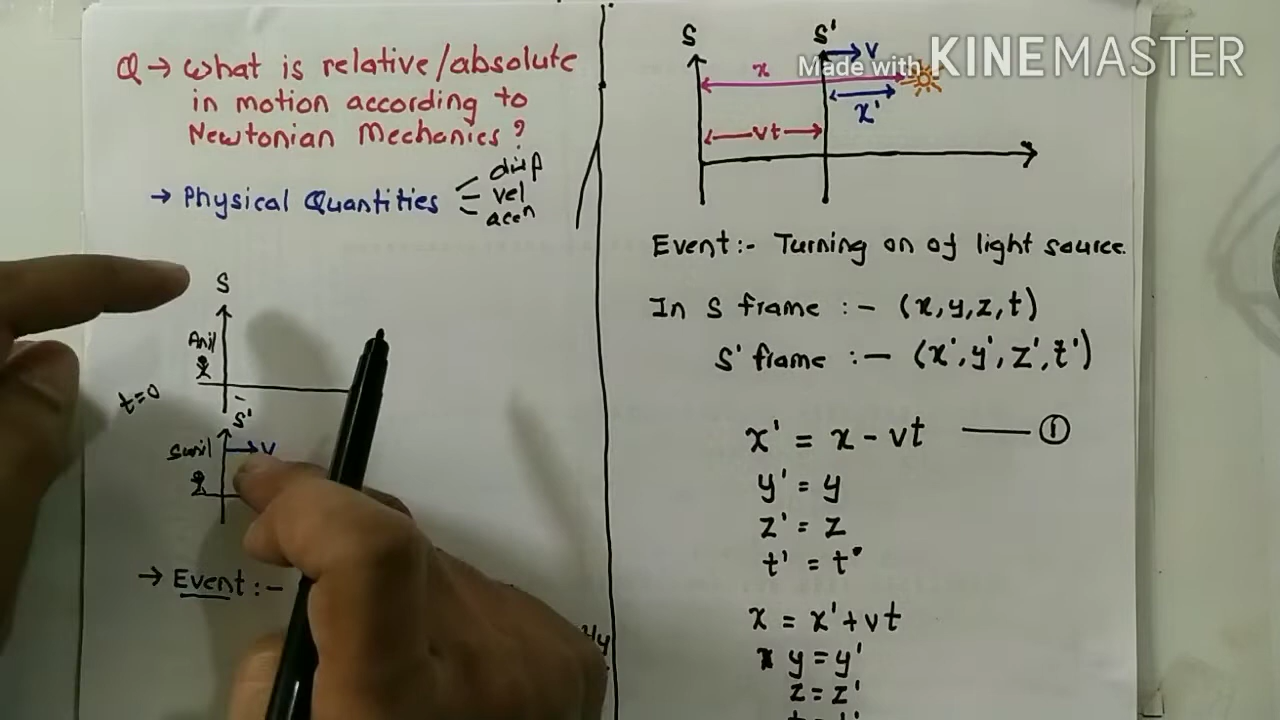 Q → What is relative/absolute
in motion according to
Newtonian Mechanics?
→ Physical Quantities
disp
vel
accn
S
Anil
t=0
S'
Sunil
V
→ Event :-
S
S'
V
Made with KINEMASTER
x
x'
vt
Event :- Turning on of light source.
In S frame :- (x, y, z, t)
S' frame :- (x', y', z', t')
x' = x - vt ①
y' = y
z' = z
t' = t
x = x' + vt
y = y'
z = z'